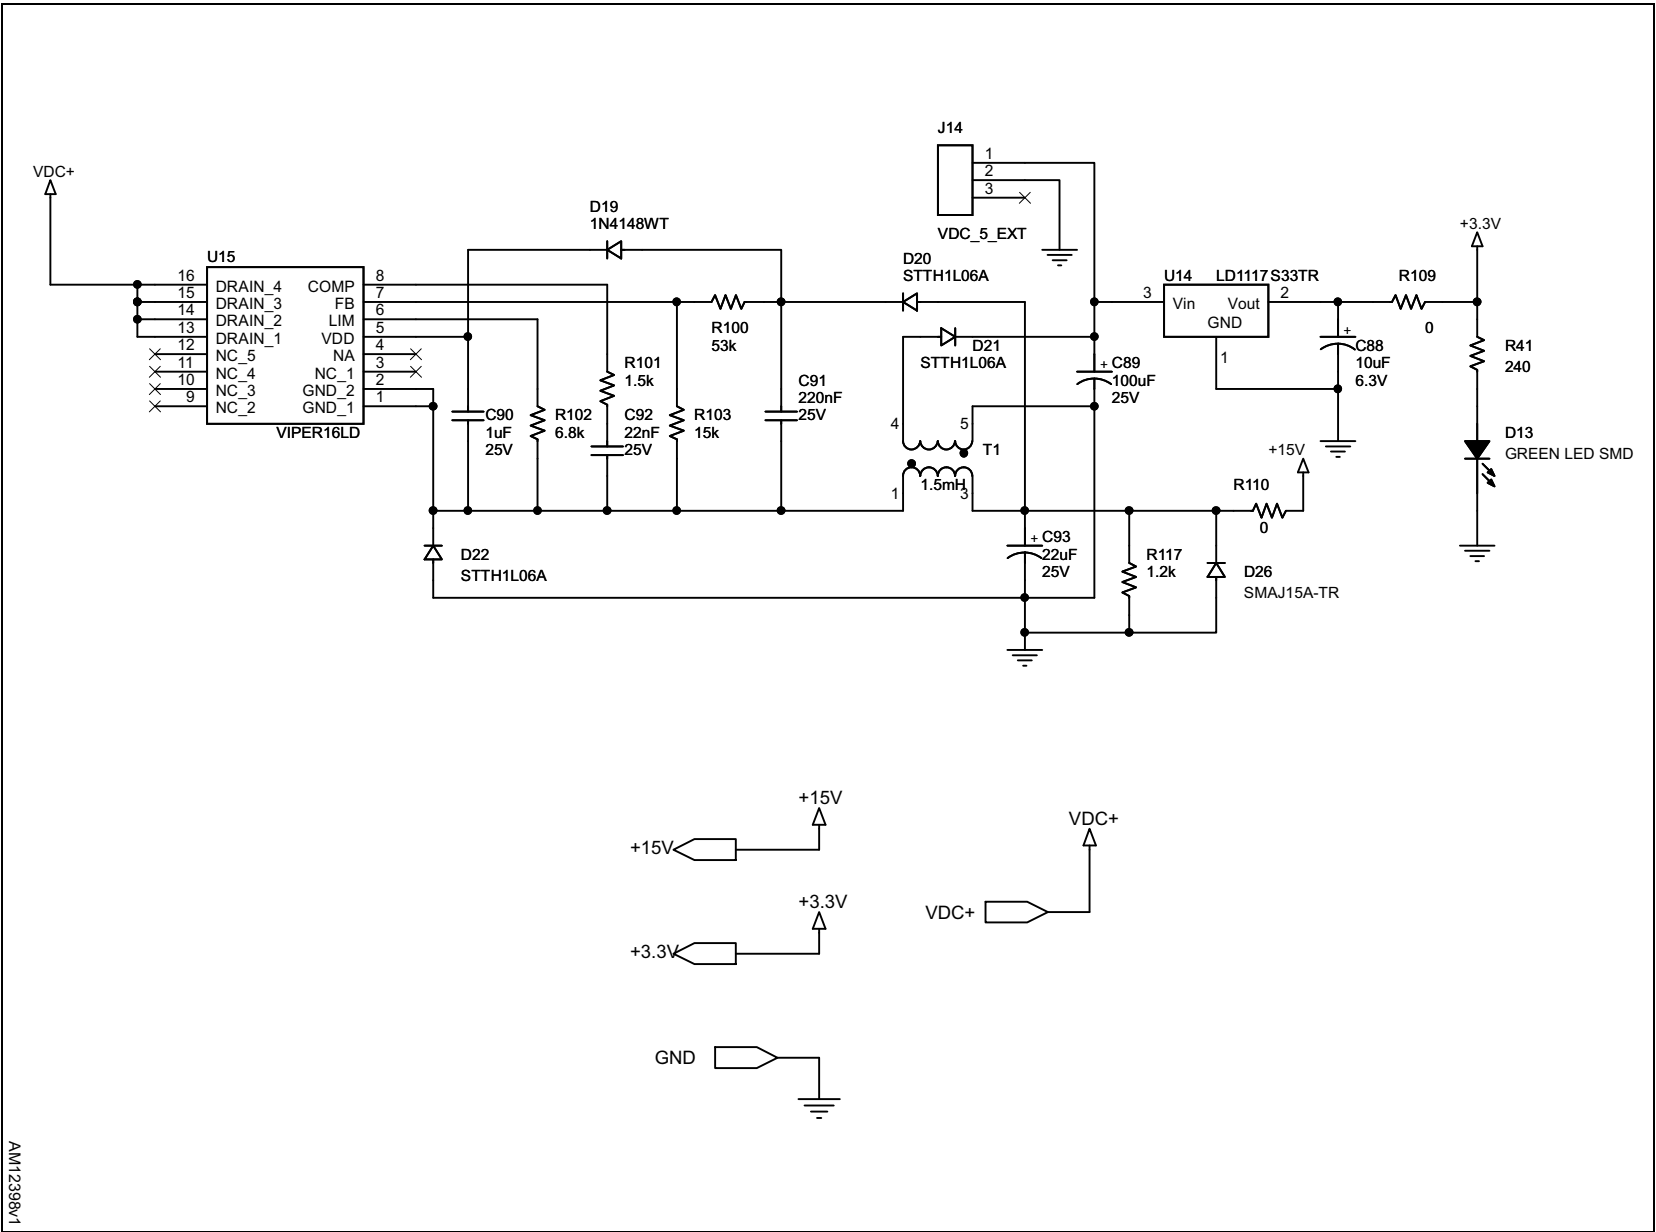 J14
1
2
3
VDC_5_EXT
VDC+
D19
1N4148WT
U15
16
15
14
13
12
11
10
9
DRAIN_4
DRAIN_3
DRAIN_2
DRAIN_1
NC_5
NC_4
NC_3
NC_2
COMP
FB
LIM
VDD
NA
NC_1
GND_2
GND_1
8
7
6
5
4
3
2
1
VIPER16LD
D20
STTH1L06A
D21
STTH1L06A
R100
53k
R101
1.5k
C90
1uF
25V
R102
6.8k
C92
22nF
25V
R103
15k
C91
220nF
25V
4
5
T1
1.5mH
1
3
C89
100uF
25V
U14
LD1117S33TR
3
Vin
Vout
2
GND
1
R109
0
+3.3V
C88
10uF
6.3V
R41
240
D13
GREEN LED SMD
+15V
R110
0
D22
STTH1L06A
+
+
+
C93
22uF
25V
R117
1.2k
D26
SMAJ15A-TR
+15V
+15V
+3.3V
+3.3V
VDC+
VDC+
GND
AM12398v1